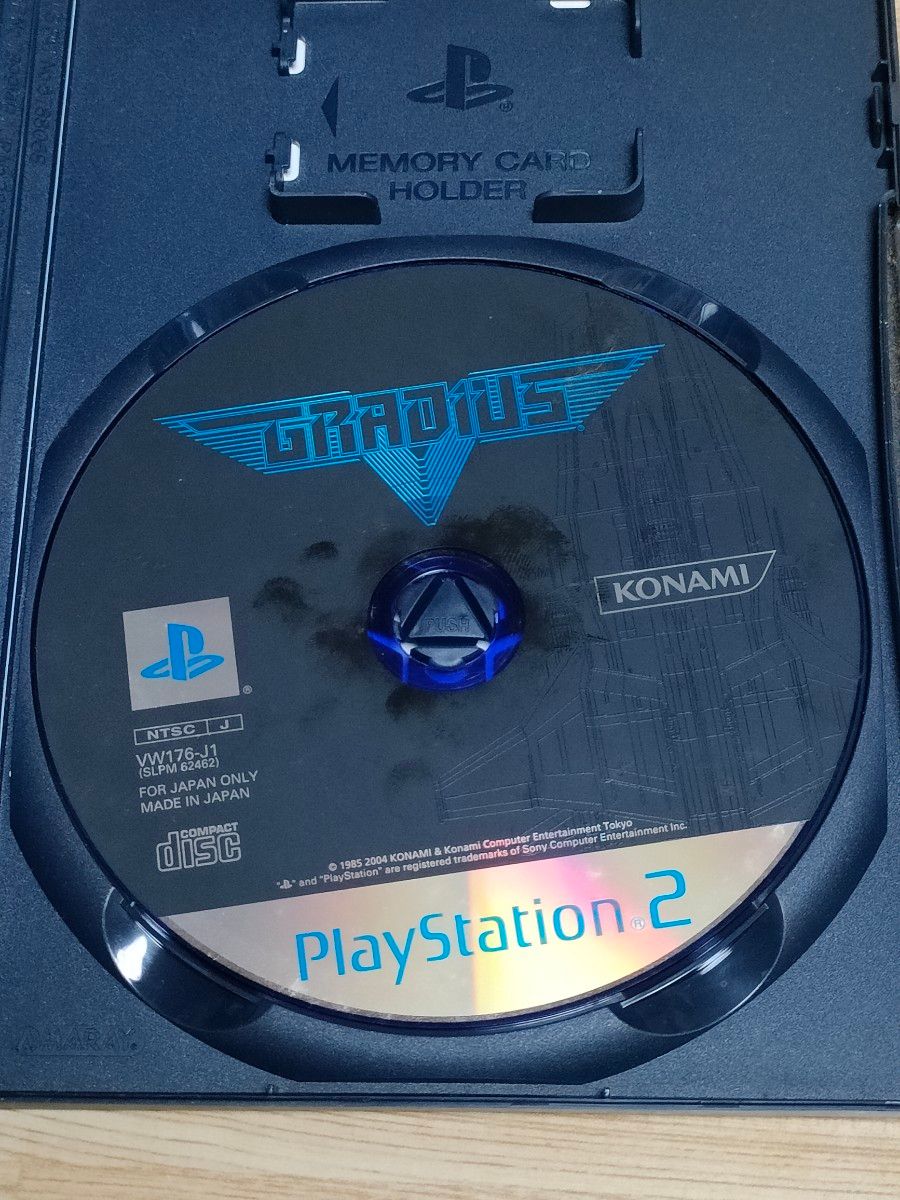 MEMORY CARD
HOLDER
GRADIUS
KONAMI
PUSH
®
NTSC J
VW176-J1
(SLPM 62462)
FOR JAPAN ONLY
MADE IN JAPAN
COMPACT
disc
© 1985 2004 KONAMI & Konami Computer Entertainment Tokyo
" " and "PlayStation" are registered trademarks of Sony Computer Entertainment Inc.
PlayStation®2
AMARAY